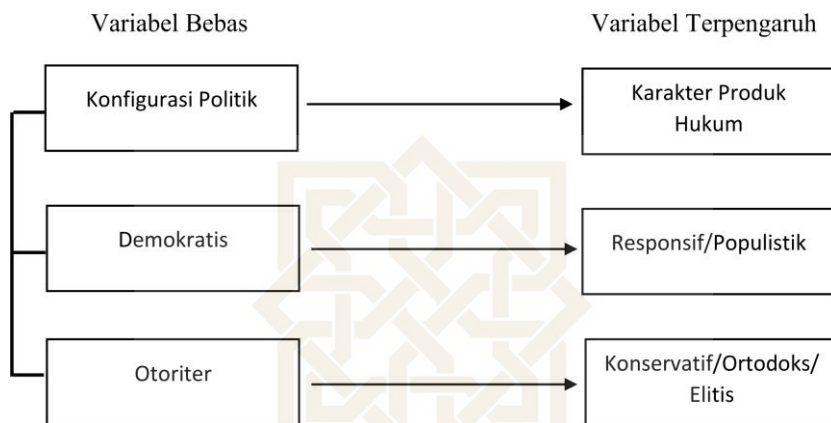 Variabel Bebas
Variabel Terpengaruh
Konfigurasi Politik
Karakter Produk
Hukum
Demokratis
Responsif/Populistik
Otoriter
Konservatif/Ortodoks/
Elitis